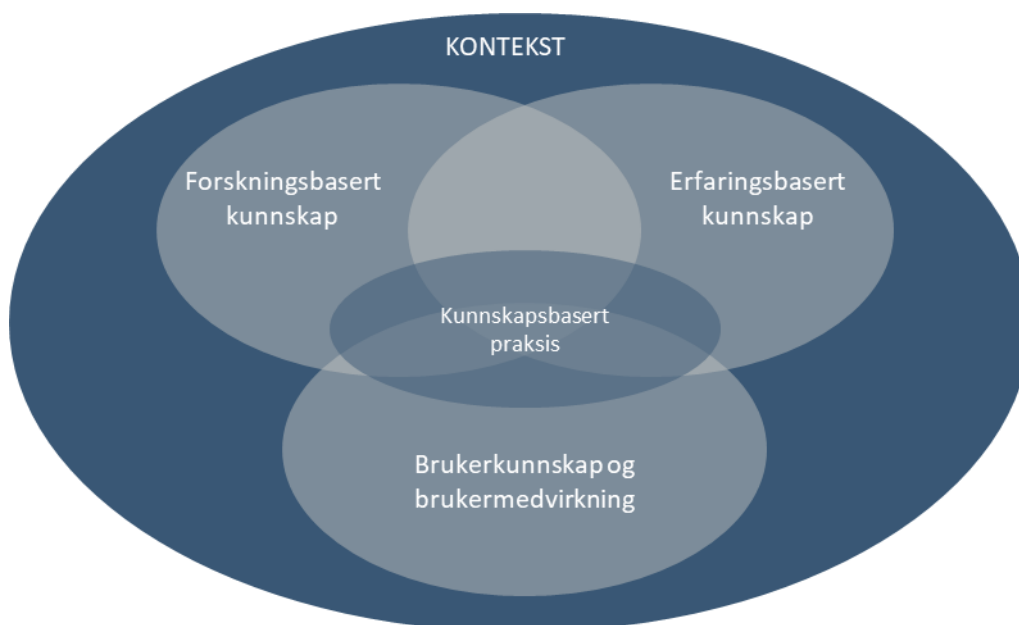 KONTEKST
Forskningsbasert
kunnskap
Erfaringsbasert
kunnskap
Kunnskapsbasert
praksis
Brukerkunnskap og
brukermedvirkning